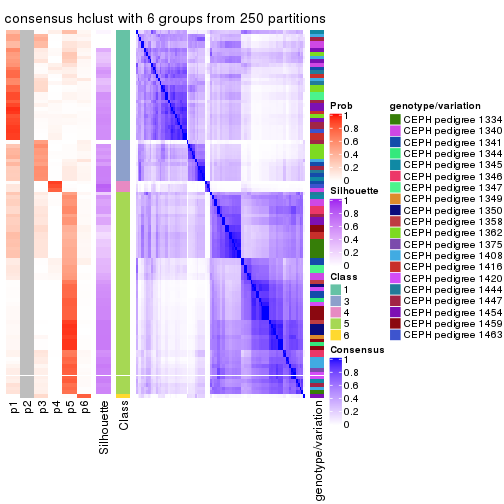 consensus hclust with 6 groups from 250 partitions
Prob
1
0.8
0.6
0.4
0.2
0
Silhouette
1
0.8
0.6
0.4
0.2
0
Class
1
3
4
5
6
Consensus
1
0.8
0.6
0.4
0.2
0
genotype/variation
CEPH pedigree 1334
CEPH pedigree 1340
CEPH pedigree 1341
CEPH pedigree 1344
CEPH pedigree 1345
CEPH pedigree 1346
CEPH pedigree 1347
CEPH pedigree 1349
CEPH pedigree 1350
CEPH pedigree 1358
CEPH pedigree 1362
CEPH pedigree 1375
CEPH pedigree 1408
CEPH pedigree 1416
CEPH pedigree 1420
CEPH pedigree 1444
CEPH pedigree 1447
CEPH pedigree 1454
CEPH pedigree 1459
CEPH pedigree 1463
p1
p2
p3
p4
p5
p6
Silhouette
Class
genotype/variation